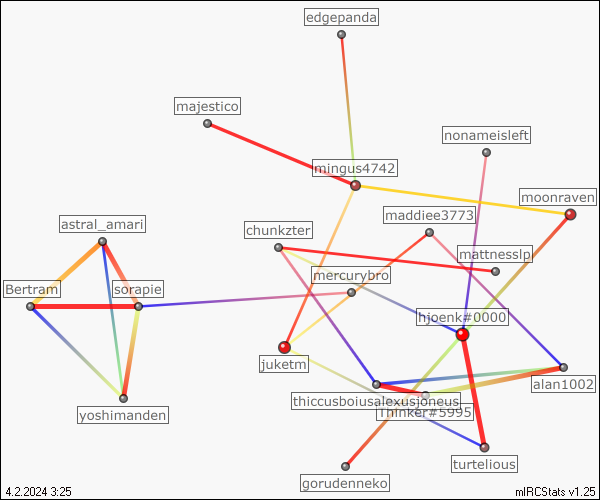 edgepanda
majestico
nonameisleft
mingus4742
moonraven
maddiee3773
astral_amari
chunkzter
mattnesslp
mercurybro
Bertran
sorapie
hjoenk#0000
juketm
alan1002
thiccusboiusalexusjoneus
Thinker#5995
yoshimanden
turtelious
gorudenneko
4.2.2024 3:25
mIRCStats v1.25